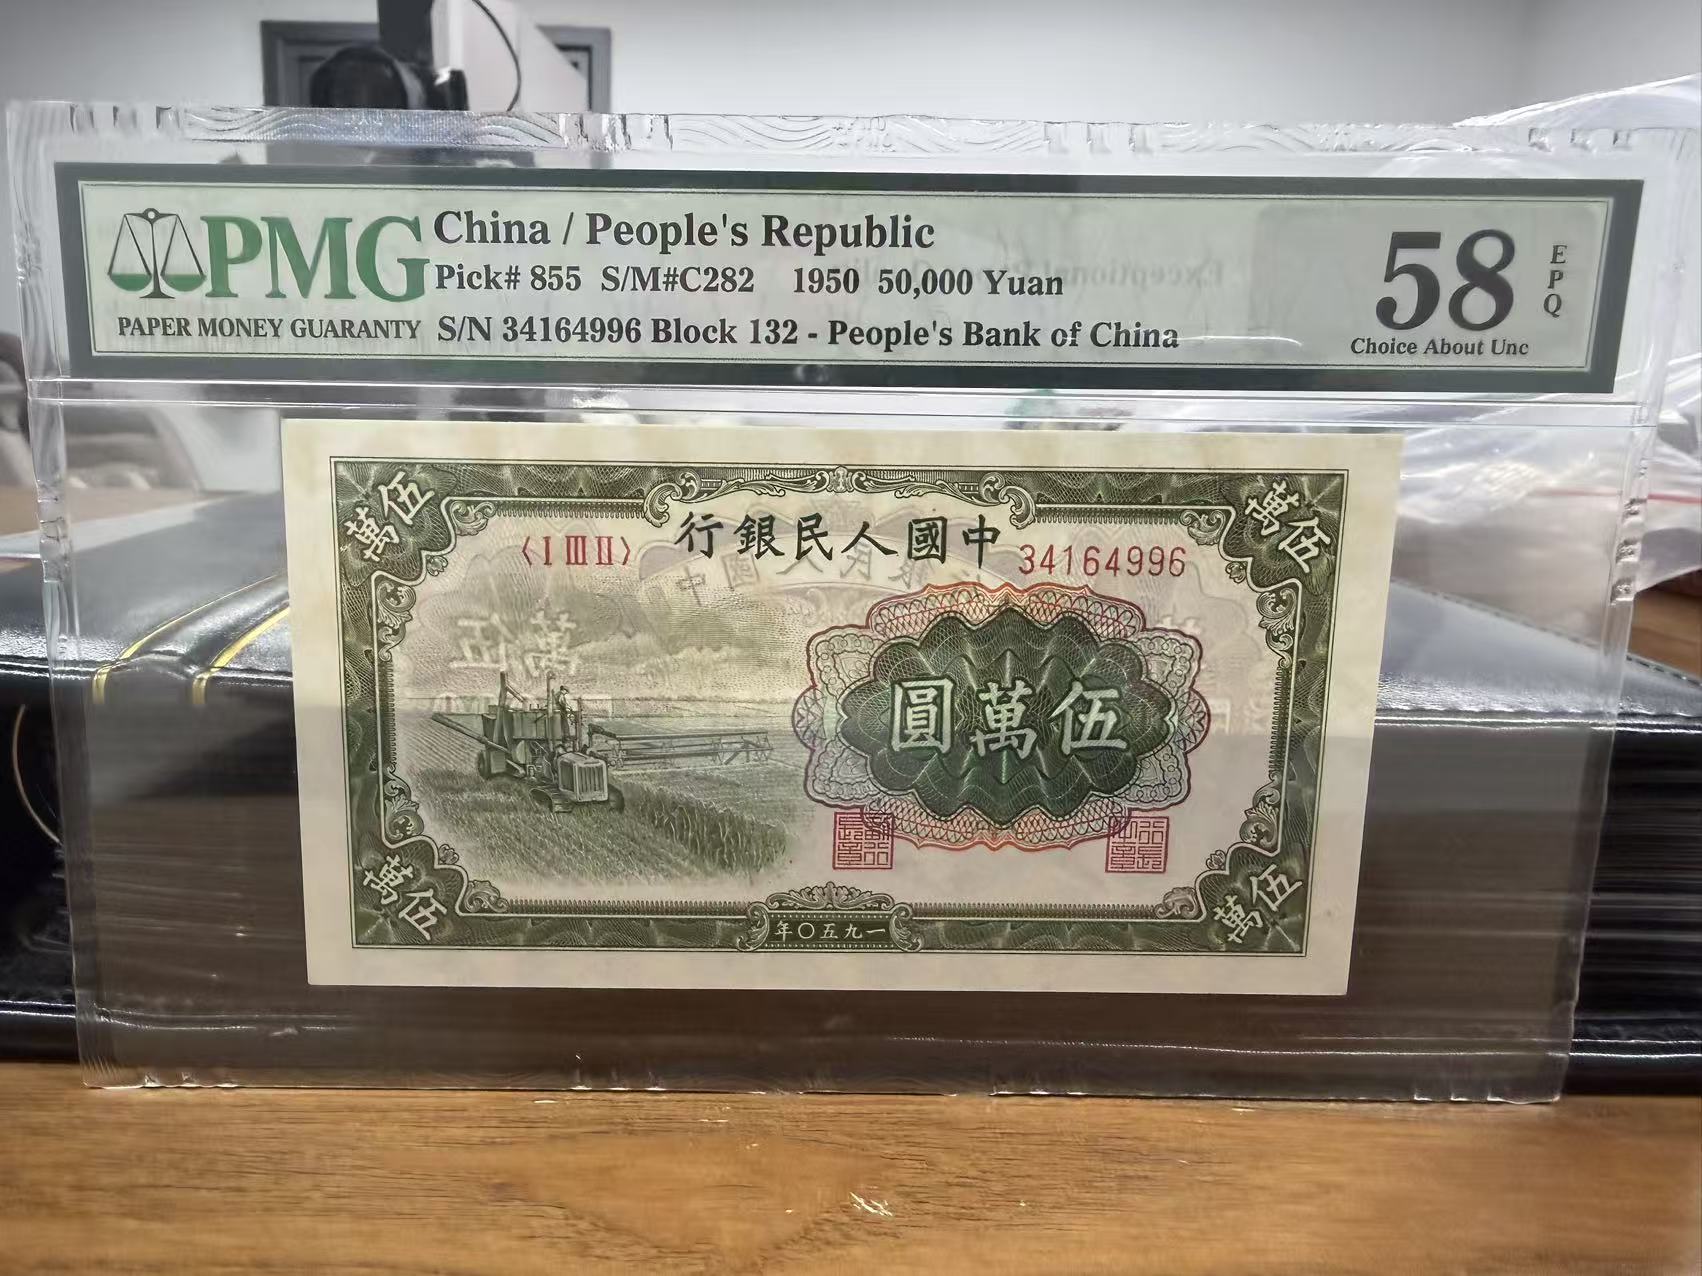 PMG
PAPER MONEY GUARANTY
China / People's Republic
Pick# 855 S/M#C282 1950 50,000 Yuan
S/N 34164996 Block 132 - People's Bank of China
58
EPQ
Choice About Unc
伍萬
萬伍
行銀民人國中
〈I III II〉
34164996
圓萬伍
萬伍
伍萬
年〇五九一